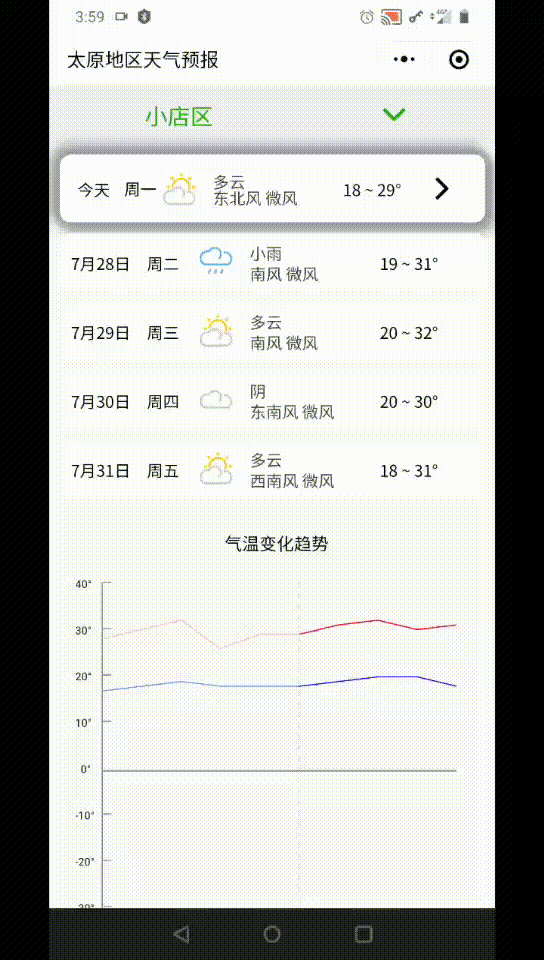 3:59
太原地区天气预报
小店区
今天 周一 多云 18 ~ 29°
东北风 微风
7月28日 周二 小雨 19 ~ 31°
南风 微风
7月29日 周三 多云 20 ~ 32°
南风 微风
7月30日 周四 阴 20 ~ 30°
东南风 微风
7月31日 周五 多云 18 ~ 31°
西南风 微风
气温变化趋势
40°
30°
20°
10°
0°
-10°
-20°